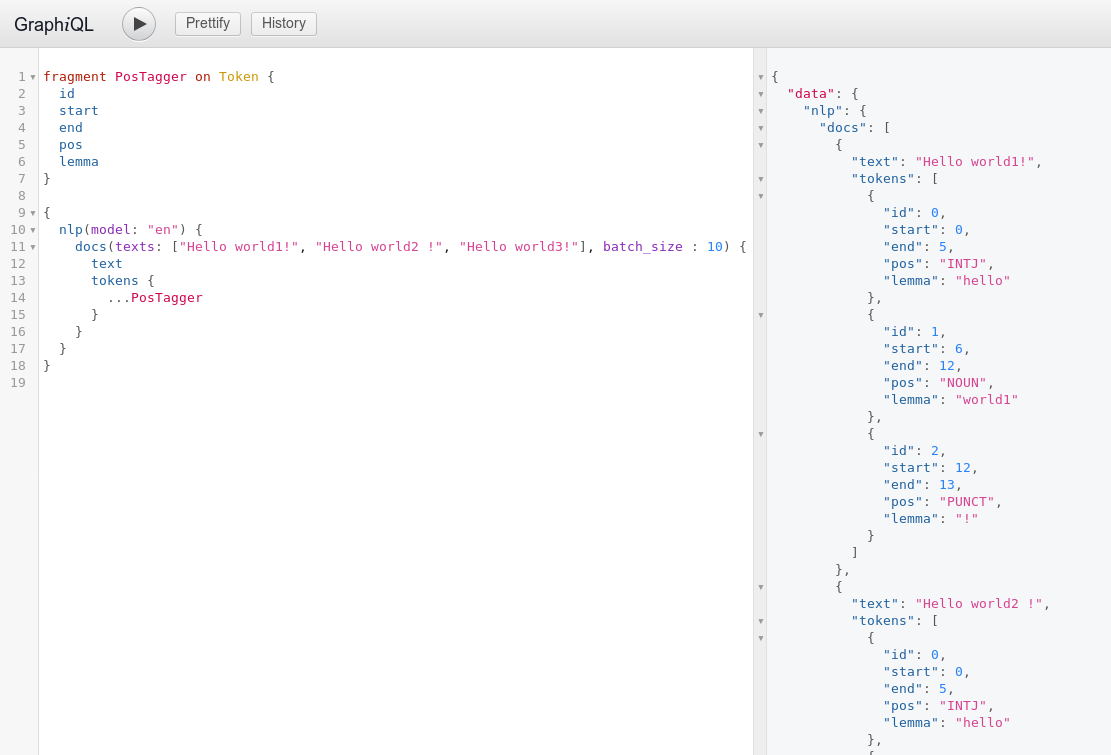 GraphiQL
Prettify
History
1 fragment PosTagger on Token {
2   id
3   start
4   end
5   pos
6   lemma
7 }
8
9 {
10   nlp(model: "en") {
11     docs(texts: ["Hello world1!", "Hello world2 !", "Hello world3!"], batch_size : 10) {
12       text
13       tokens {
14         ...PosTagger
15       }
16     }
17   }
18 }
19
{
  "data": {
    "nlp": {
      "docs": [
        {
          "text": "Hello world1!",
          "tokens": [
            {
              "id": 0,
              "start": 0,
              "end": 5,
              "pos": "INTJ",
              "lemma": "hello"
            },
            {
              "id": 1,
              "start": 6,
              "end": 12,
              "pos": "NOUN",
              "lemma": "world1"
            },
            {
              "id": 2,
              "start": 12,
              "end": 13,
              "pos": "PUNCT",
              "lemma": "!"
            }
          ]
        },
        {
          "text": "Hello world2 !",
          "tokens": [
            {
              "id": 0,
              "start": 0,
              "end": 5,
              "pos": "INTJ",
              "lemma": "hello"
            },
            {